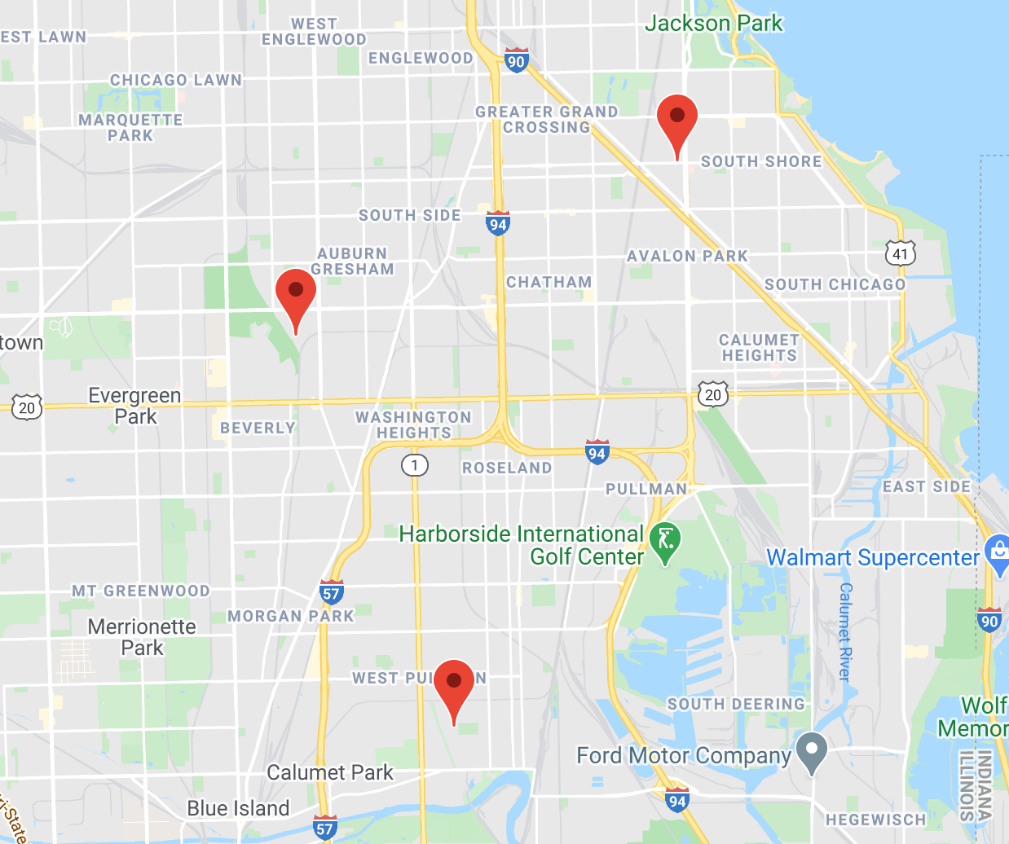 Jackson Park
WEST
ENGLEWOOD
EST LAWN
ENGLEWOOD
90
CHICAGO LAWN
MARQUETTE
PARK
GREATER GRAND
CROSSING
SOUTH SHORE
SOUTH SIDE
94
AUBURN
GRESHAM
AVALON PARK
41
CHATHAM
SOUTH CHICAGO
town
CALUMET
HEIGHTS
20
Evergreen
Park
20
BEVERLY
WASHINGTON
HEIGHTS
94
1
ROSELAND
PULLMAN
EAST SIDE
Harborside International
Golf Center
Walmart Supercenter
MT GREENWOOD
57
Calumet River
MORGAN PARK
90
Merrionette
Park
WEST PUL N
SOUTH DEERING
Wolf
Memor
Ford Motor Company
Calumet Park
INDIANA
ILLINOIS
Blue Island
94
57
HEGEWISCH
ri-State